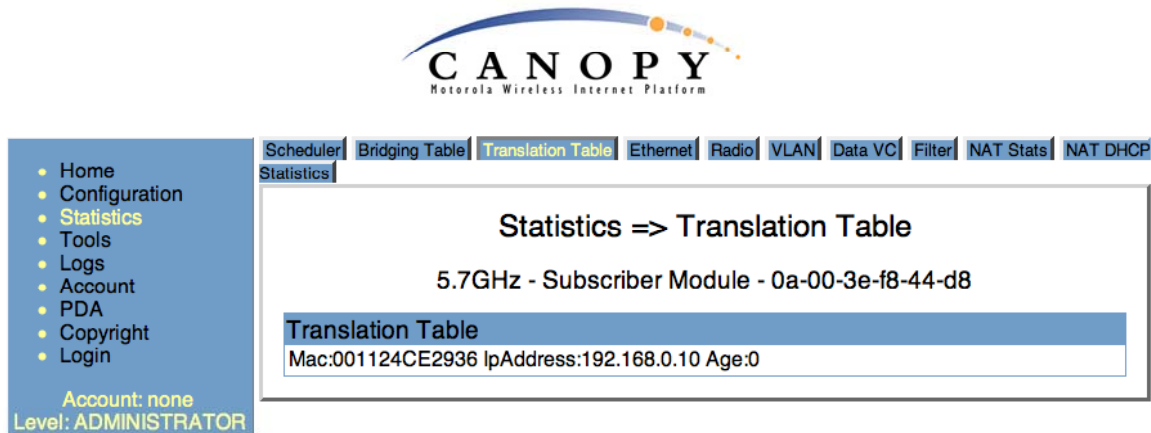 CANOPY
Motorola Wireless Internet Platform
Home
Configuration
Statistics
Tools
Logs
Account
PDA
Copyright
Login
Account: none
Level: ADMINISTRATOR
Scheduler Bridging Table Translation Table Ethernet Radio VLAN Data VC Filter NAT Stats NAT DHCP
Statistics
Statistics => Translation Table
5.7GHz - Subscriber Module - 0a-00-3e-f8-44-d8
Translation Table
Mac:001124CE2936 IpAddress:192.168.0.10 Age:0